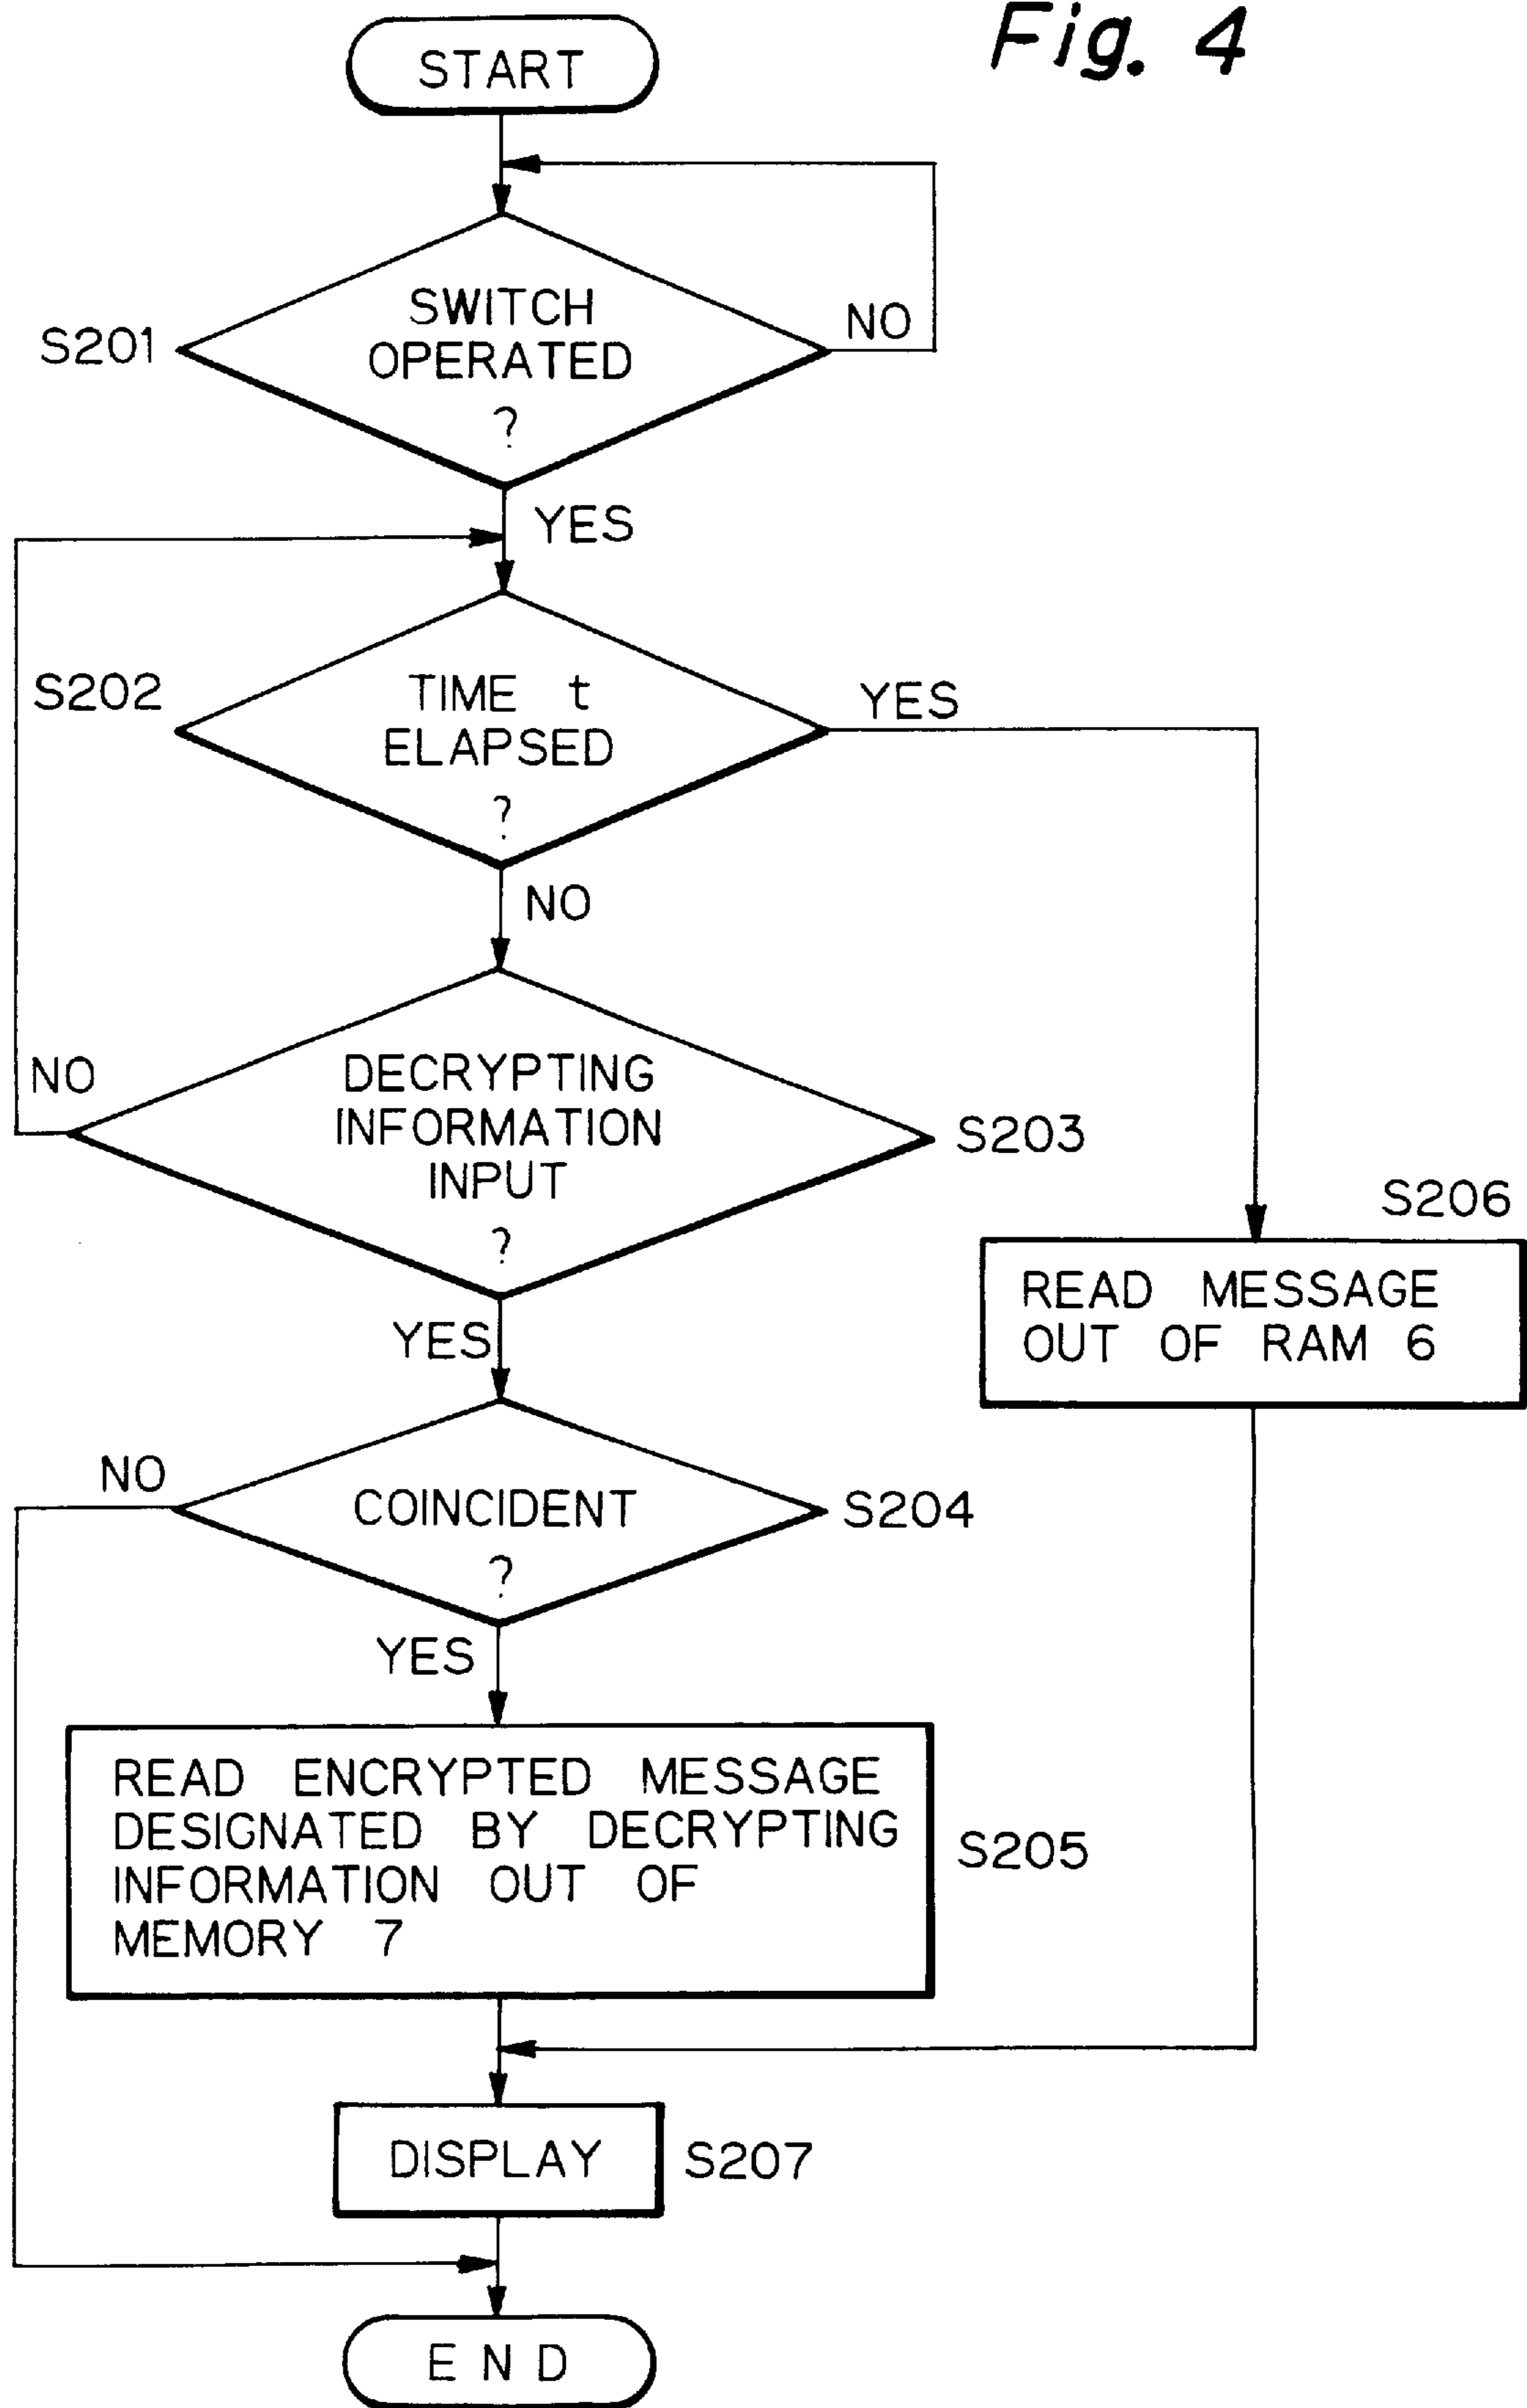 Fig. 4
START
S201
SWITCH
OPERATED
?
NO
YES
S202
TIME t
ELAPSED
?
YES
NO
NO
DECRYPTING
INFORMATION
INPUT
?
S203
S206
READ MESSAGE
OUT OF RAM 6
YES
NO
COINCIDENT
?
S204
YES
READ ENCRYPTED MESSAGE
DESIGNATED BY DECRYPTING
INFORMATION OUT OF
MEMORY 7
S205
DISPLAY
S207
END